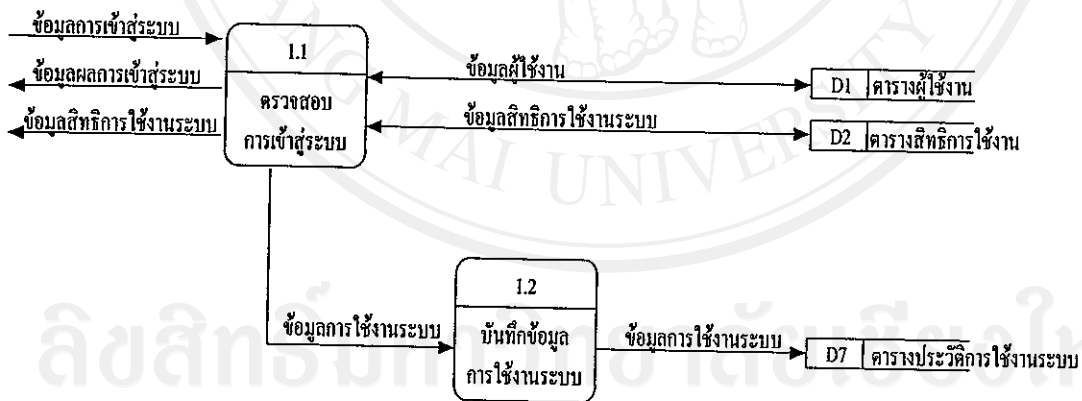 ข้อมูลการเข้าสู่ระบบ
1.1
ข้อมูลผลการเข้าสู่ระบบ
ข้อมูลผู้ใช้งาน
D1 ตารางผู้ใช้งาน
ตรวจสอบ
ข้อมูลสิทธิการใช้งานระบบ
ข้อมูลสิทธิการใช้งานระบบ
การเข้าสู่ระบบ
D2 ตารางสิทธิการใช้งาน
MAI UNIVERSITY
1.2
ข้อมูลการใช้งานระบบ
บันทึกข้อมูล
ข้อมูลการใช้งานระบบ
D7 ตารางประวัติการใช้งานระบบ
การใช้งานระบบ